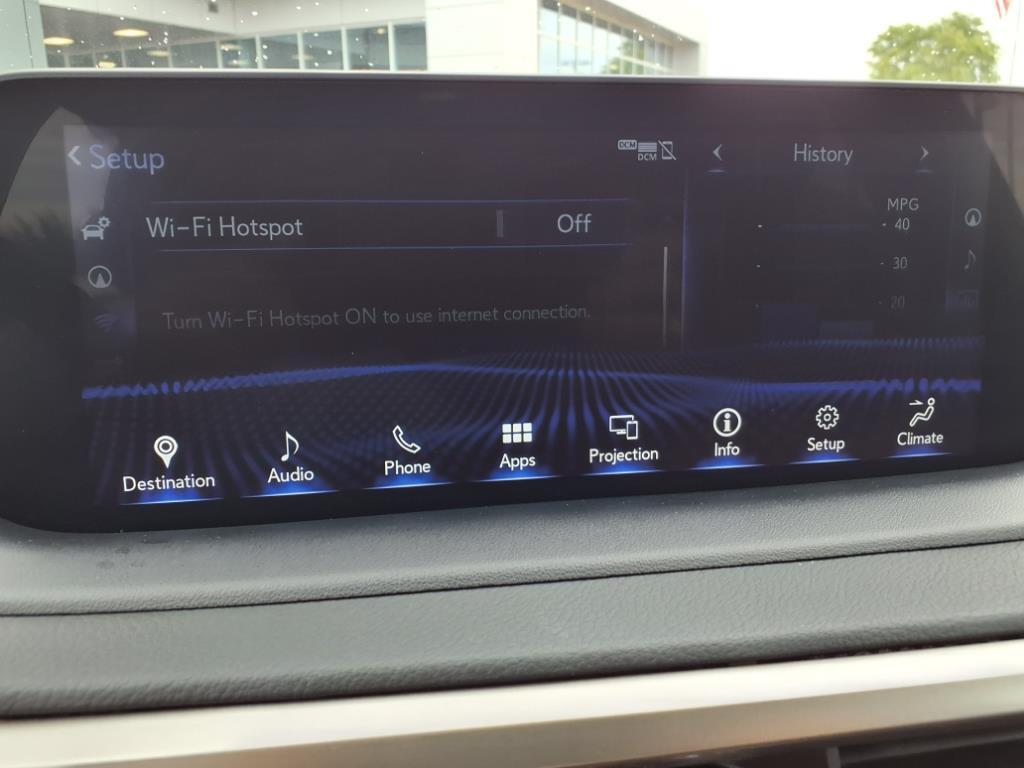 Setup
DCM
DCM
History
MPG
Wi-Fi Hotspot
Off
- 40
- 30
- 20
Turn Wi-Fi Hotspot ON to use internet connection.
Destination
Audio
Phone
Apps
Projection
Info
Setup
Climate